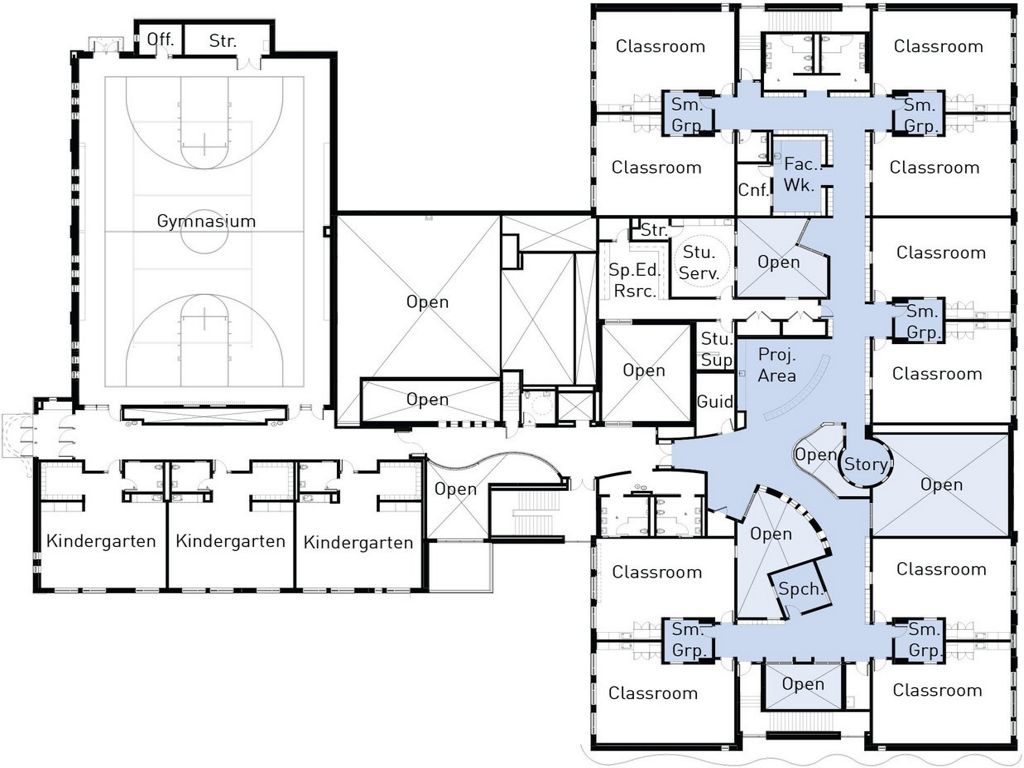 Off.
Str.
Gymnasium
Open
Open
Kindergarten
Kindergarten
Kindergarten
Open
Classroom
Classroom
Sm.
Grp.
Sm.
Grp.
Classroom
Fac.
Wk.
Classroom
Cnf.
Str.
Stu.
Serv.
Sp.Ed.
Rsrc.
Open
Classroom
Sm.
Grp.
Stu.
Sup
Open
Proj.
Area
Classroom
Guid
Open
Story
Open
Open
Classroom
Classroom
Spch.
Sm.
Grp.
Sm.
Grp.
Classroom
Open
Classroom